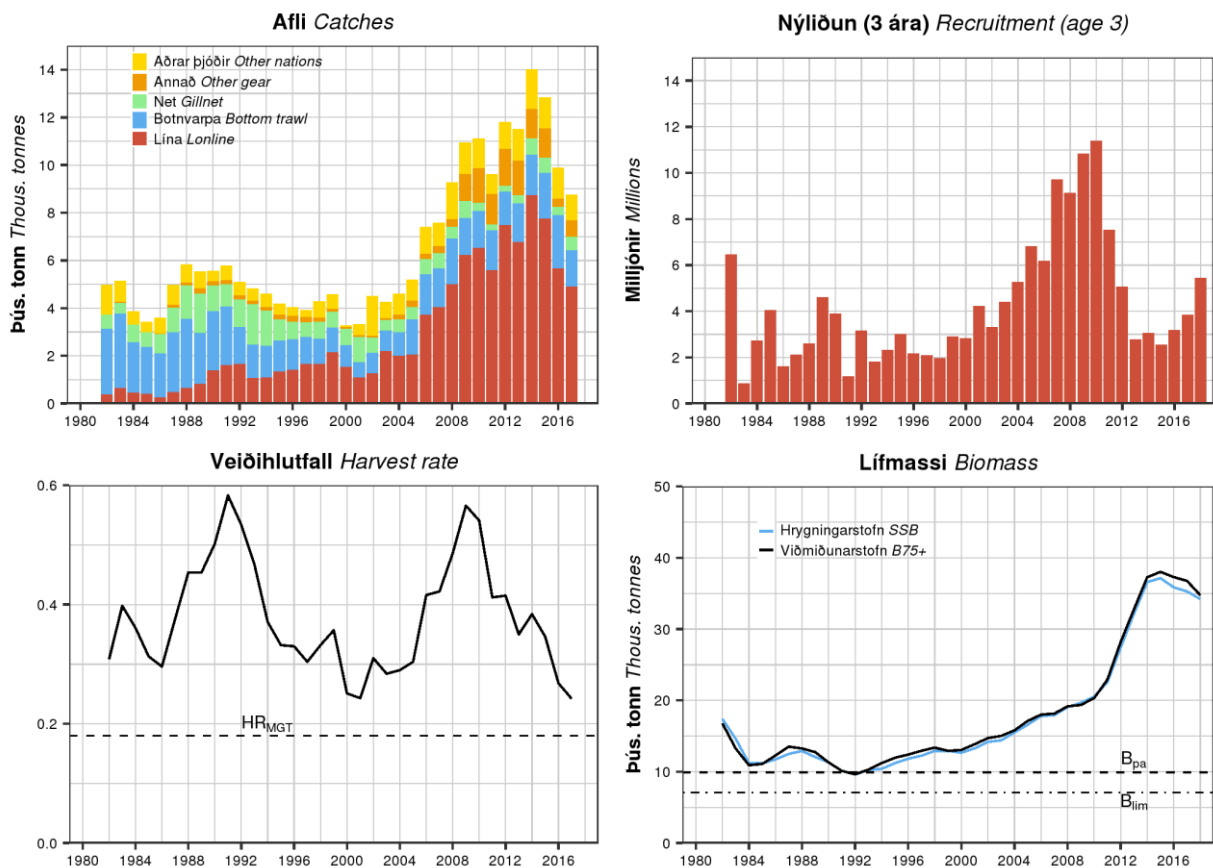 Afli Catches
Þús. tonn Thous. tonnes
14
12
10
8
6
4
2
0
Aðrar þjóðir Other nations
Annað Other gear
Net Gillnet
Botnvarpa Bottom trawl
Lína Lonline
1980 1984 1988 1992 1996 2000 2004 2008 2012 2016
Nýliðun (3 ára) Recruitment (age 3)
Milljónir Millions
14
12
10
8
6
4
2
0
1980 1984 1988 1992 1996 2000 2004 2008 2012 2016
Veiðihlutfall Harvest rate
0.6
0.4
0.2
0.0
HRMGT
1980 1984 1988 1992 1996 2000 2004 2008 2012 2016
Lífmassi Biomass
Þús. tonn Thous. tonnes
50
40
30
20
10
0
Hrygningarstofn SSB
Viðmiðunarstofn B75+
Bpa
Blim
1980 1984 1988 1992 1996 2000 2004 2008 2012 2016